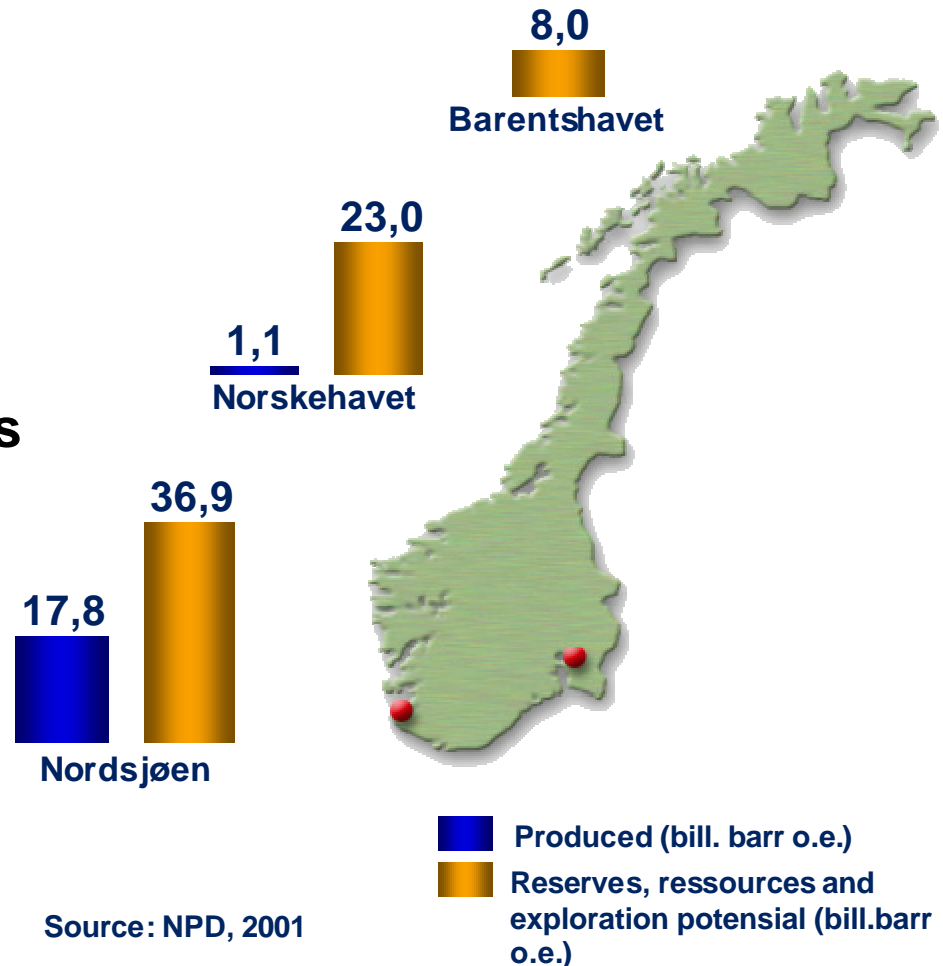 8,0
Barentshavet
23,0
1,1
Norskehavet
s
36,9
17,8
Nordsjøen
Produced (bill. barr o.e.)
Reserves, ressources and
exploration potensial (bill.barr
o.e.)
Source: NPD, 2001